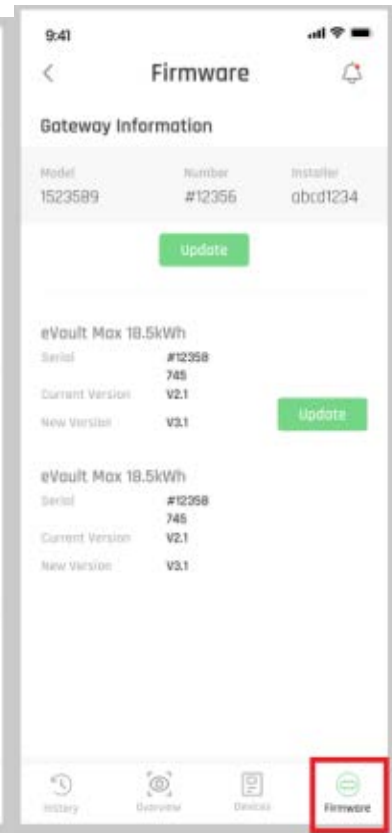 9:41
Firmware
Gateway Information
Model Number Installer
1523589 #12356 abcd1234
Update
eVault Max 18.5kWh
Serial #12358
745
Current Version V2.1
New Version V3.1
Update
eVault Max 18.5kWh
Serial #12358
745
Current Version V2.1
New Version V3.1
History Overview Devices Firmware